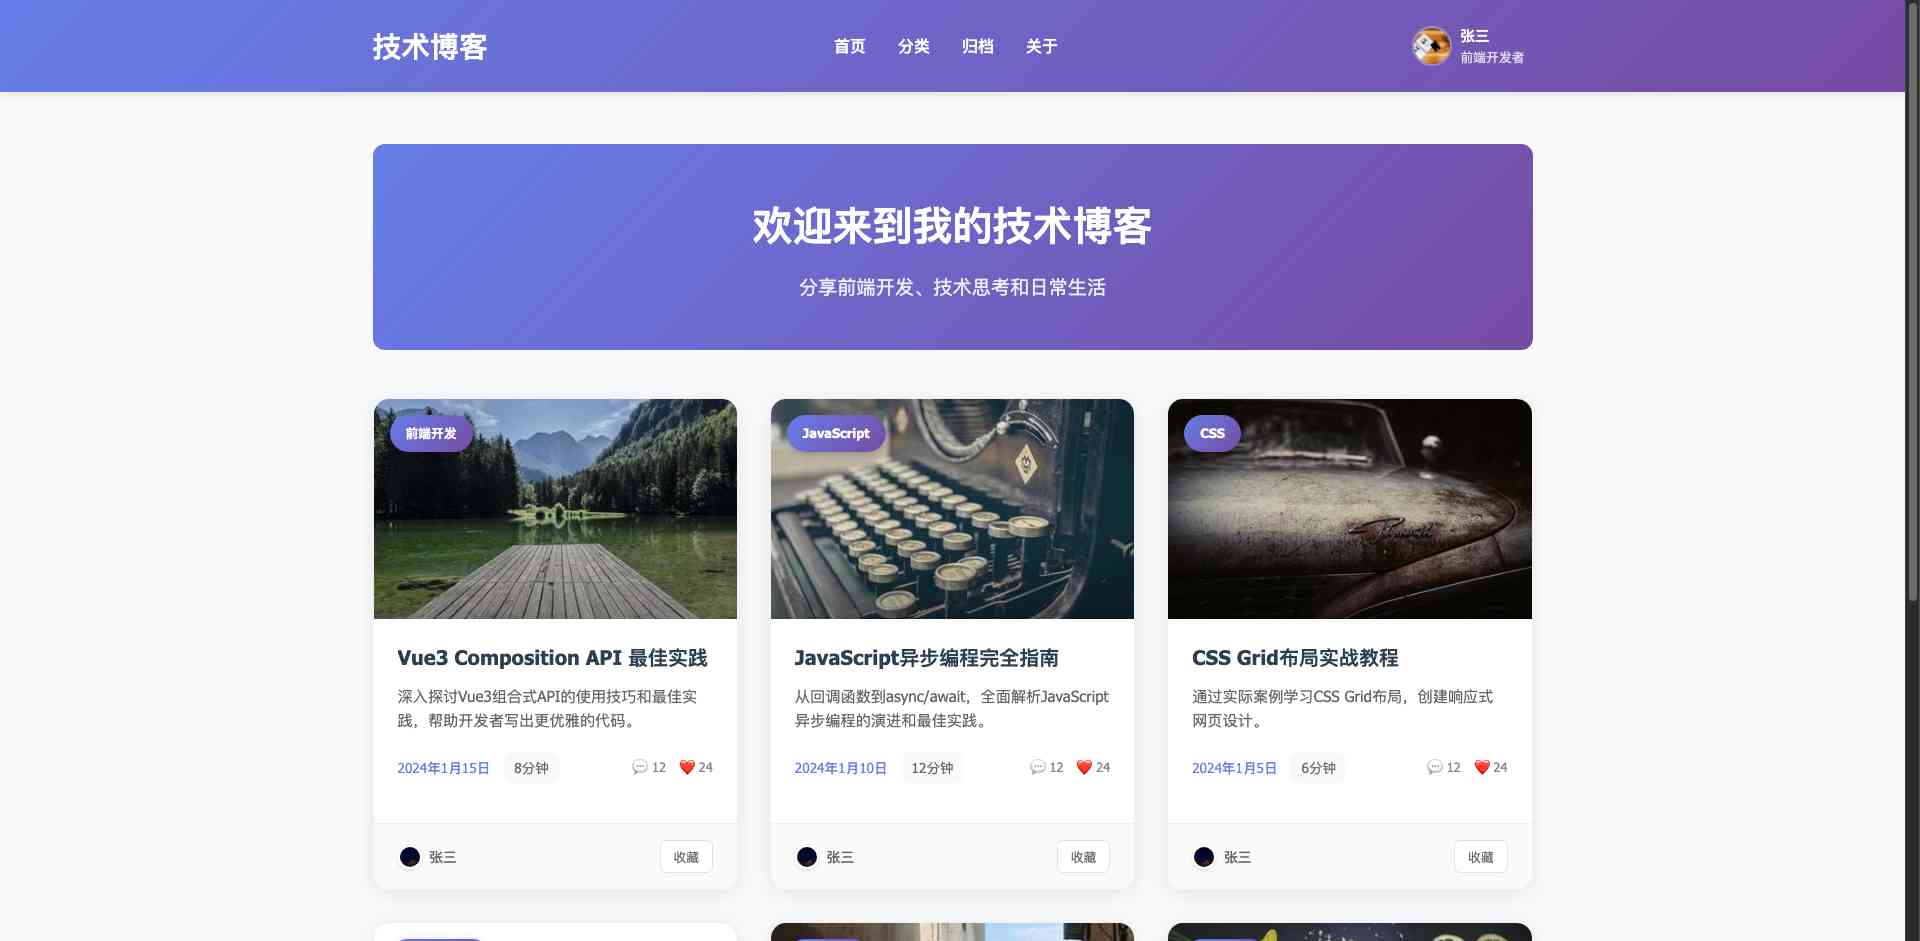 技术博客
首页 分类 归档 关于
张三
前端开发者
欢迎来到我的技术博客
分享前端开发、技术思考和日常生活
前端开发
Vue3 Composition API 最佳实践
深入探讨Vue3组合式API的使用技巧和最佳实
践，帮助开发者写出更优雅的代码。
2024年1月15日 8分钟 12 24
张三 收藏
JavaScript
JavaScript异步编程完全指南
从回调函数到async/await，全面解析JavaScript
异步编程的演进和最佳实践。
2024年1月10日 12分钟 12 24
张三 收藏
CSS
CSS Grid布局实战教程
通过实际案例学习CSS Grid布局，创建响应式
网页设计。
2024年1月5日 6分钟 12 24
张三 收藏